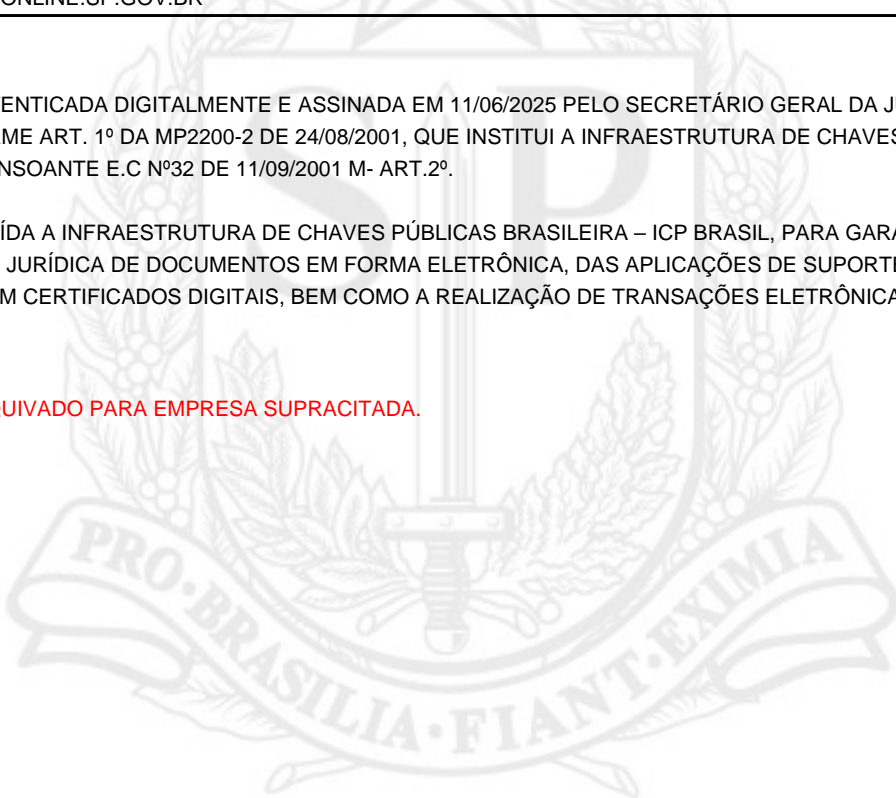 ONLINE.SP.GOV.BR
ENTICADA DIGITALMENTE E ASSINADA EM 11/06/2025 PELO SECRETÁRIO GERAL DA J
ME ART. 1º DA MP2200-2 DE 24/08/2001, QUE INSTITUI A INFRAESTRUTURA DE CHAVES
NSOANTE E.C Nº32 DE 11/09/2001 M- ART.2º.
ÍDA A INFRAESTRUTURA DE CHAVES PÚBLICAS BRASILEIRA – ICP BRASIL, PARA GARA
JURÍDICA DE DOCUMENTOS EM FORMA ELETRÔNICA, DAS APLICAÇÕES DE SUPORTE
M CERTIFICADOS DIGITAIS, BEM COMO A REALIZAÇÃO DE TRANSAÇÕES ELETRÔNICA
UIVADO PARA EMPRESA SUPRACITADA.
SP
PRO·BRASILIA·FIANT·EXIMIA